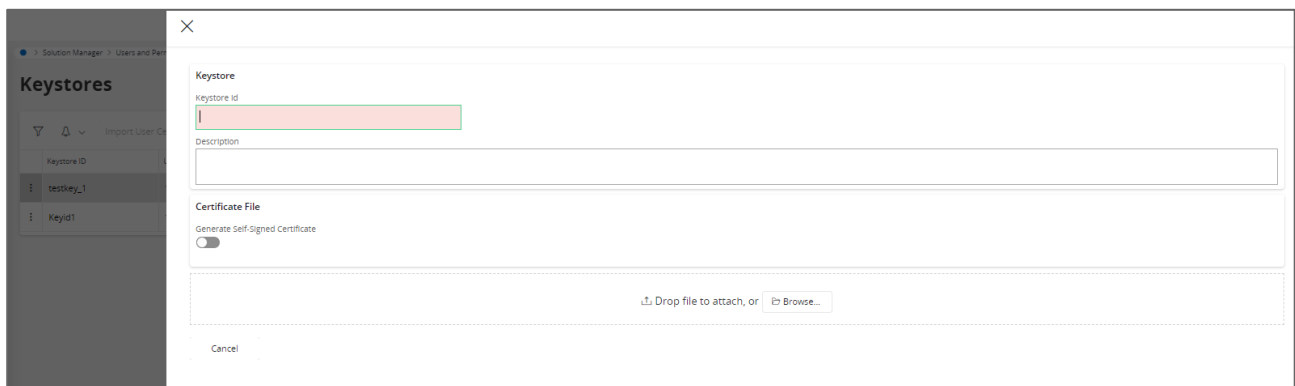 > Solution Manager > Users and Perm
Keystores
Import User Ce
Keystore ID
testkey_1
Keyid1
Keystore
Keystore Id
Description
Certificate File
Generate Self-Signed Certificate
Drop file to attach, or Browse...
Cancel